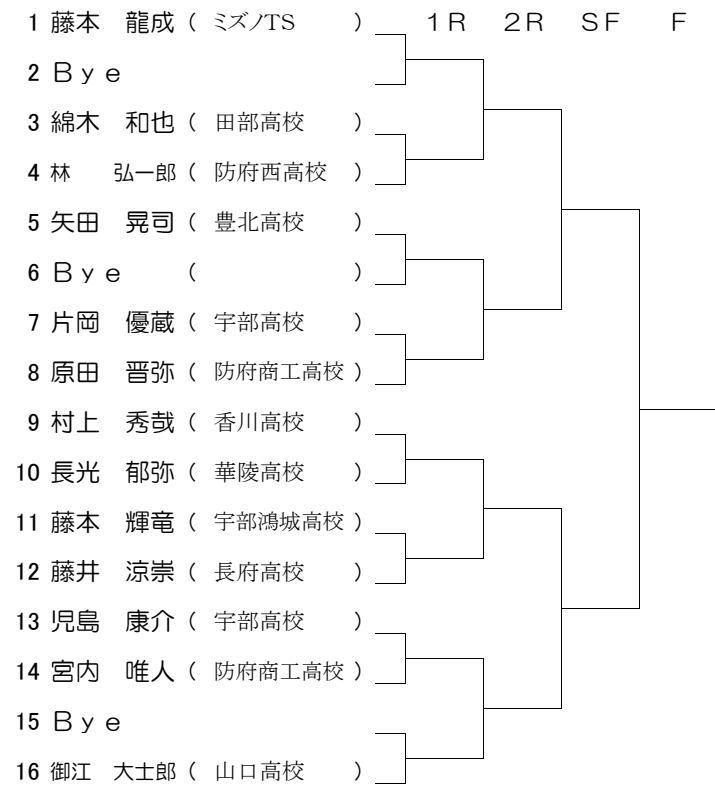 1 藤本　龍成 （ ミズノTS ） １Ｒ ２Ｒ ＳＦ Ｆ
2 Ｂｙｅ
3 綿木　和也 （ 田部高校 ）
4 林　弘一郎 （ 防府西高校 ）
5 矢田　晃司 （ 豊北高校 ）
6 Ｂｙｅ （ ）
7 片岡　優蔵 （ 宇部高校 ）
8 原田　晋弥 （ 防府商工高校 ）
9 村上　秀哉 （ 香川高校 ）
10 長光　郁弥 （ 華陵高校 ）
11 藤本　輝竜 （ 宇部鴻城高校 ）
12 藤井　涼崇 （ 長府高校 ）
13 児島　康介 （ 宇部高校 ）
14 宮内　唯人 （ 防府商工高校 ）
15 Ｂｙｅ
16 御江　大士郎 （ 山口高校 ）